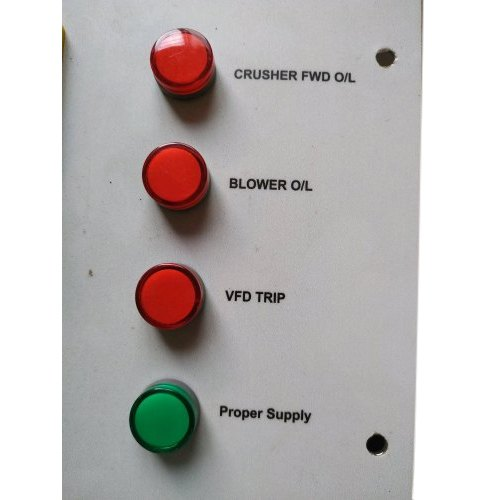 CRUSHER FWD O/L
BLOWER O/L
VFD TRIP
Proper Supply